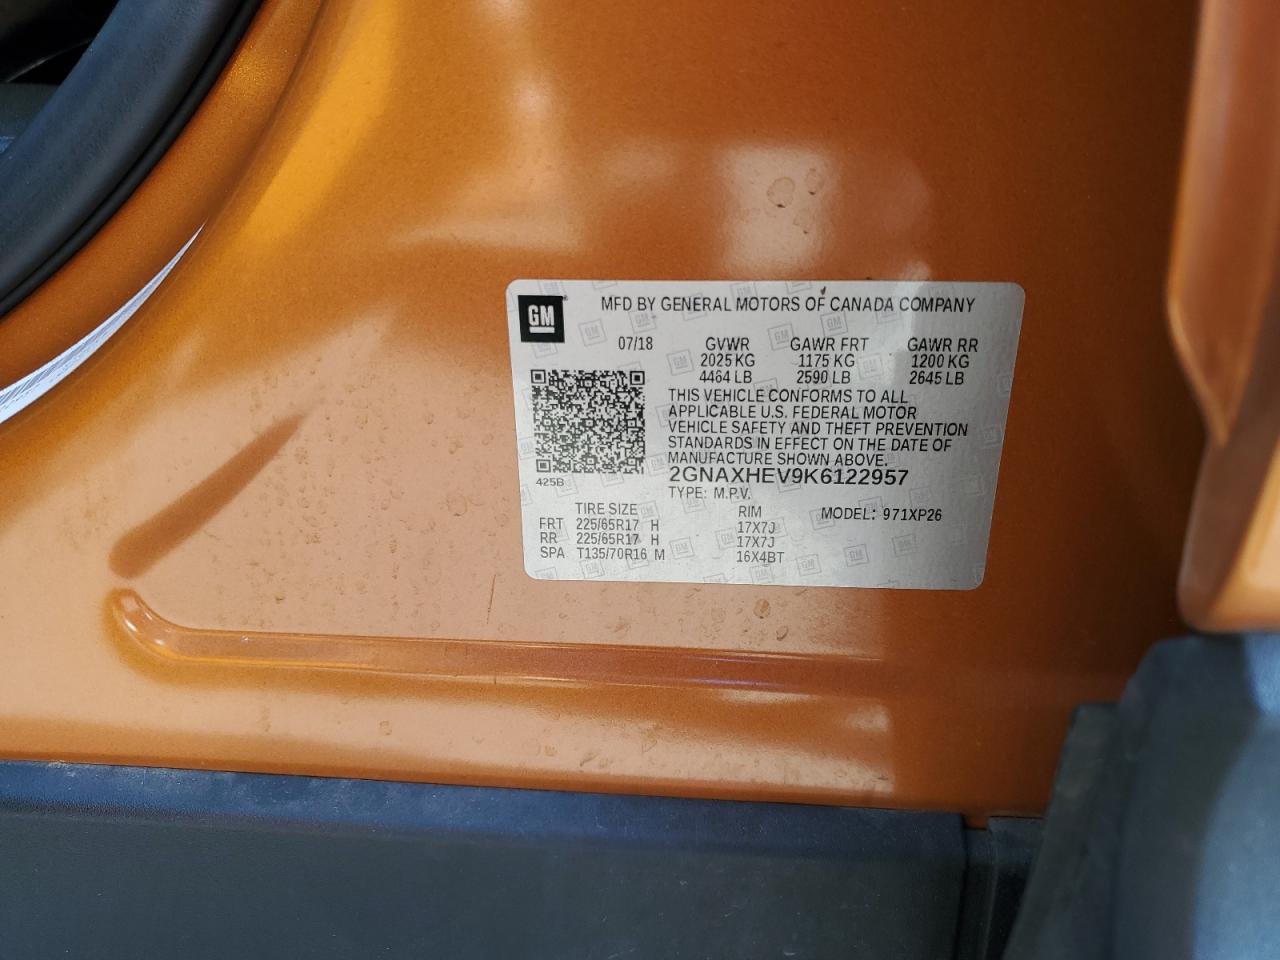 GM
MFD BY GENERAL MOTORS OF CANADA COMPANY
07/18 GVWR GAWR FRT GAWR RR
2025 KG 1175 KG 1200 KG
4464 LB 2590 LB 2645 LB
THIS VEHICLE CONFORMS TO ALL
APPLICABLE U.S. FEDERAL MOTOR
VEHICLE SAFETY AND THEFT PREVENTION
STANDARDS IN EFFECT ON THE DATE OF
MANUFACTURE SHOWN ABOVE.
425B
2GNAXHEV9K6122957
TYPE: M.P.V.
TIRE SIZE RIM MODEL: 971XP26
FRT 225/65R17 H 17X7J
RR 225/65R17 H 17X7J
SPA T135/70R16 M 16X4BT